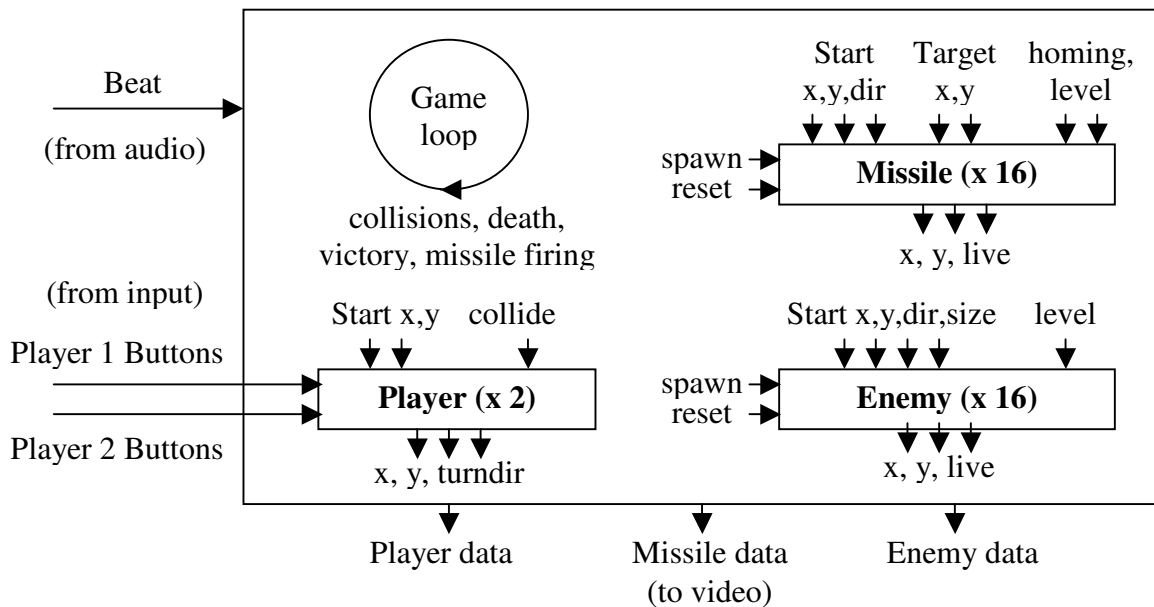 Beat
(from audio)
Game
loop
collisions, death,
victory, missile firing
Start
x,y,dir
Target
x,y
homing,
level
spawn
reset
Missile (x 16)
x, y, live
(from input)
Player 1 Buttons
Player 2 Buttons
Start x,y
collide
Player (x 2)
x, y, turndir
Start x,y,dir,size
level
spawn
reset
Enemy (x 16)
x, y, live
Player data
Missile data
(to video)
Enemy data